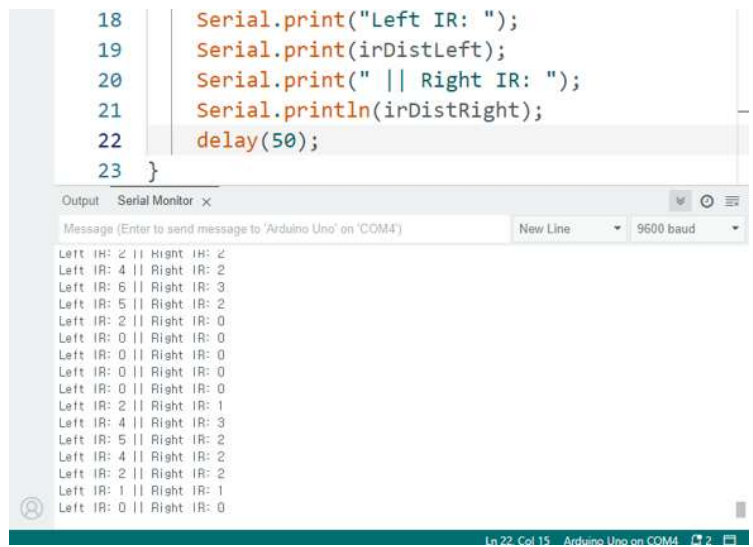 18 Serial.print("Left IR: ");
19 Serial.print(irDistLeft);
20 Serial.print(" || Right IR: ");
21 Serial.println(irDistRight);
22 delay(50);
23 }
Output Serial Monitor ×
Message (Enter to send message to 'Arduino Uno' on 'COM4') New Line 9600 baud
Left IR: 2 || Right IR: 2
Left IR: 4 || Right IR: 2
Left IR: 6 || Right IR: 3
Left IR: 5 || Right IR: 2
Left IR: 2 || Right IR: 0
Left IR: 0 || Right IR: 0
Left IR: 0 || Right IR: 0
Left IR: 0 || Right IR: 0
Left IR: 0 || Right IR: 0
Left IR: 2 || Right IR: 1
Left IR: 4 || Right IR: 3
Left IR: 5 || Right IR: 2
Left IR: 4 || Right IR: 2
Left IR: 2 || Right IR: 2
Left IR: 1 || Right IR: 1
Left IR: 0 || Right IR: 0
Ln 22, Col 15 Arduino Uno on COM4 2